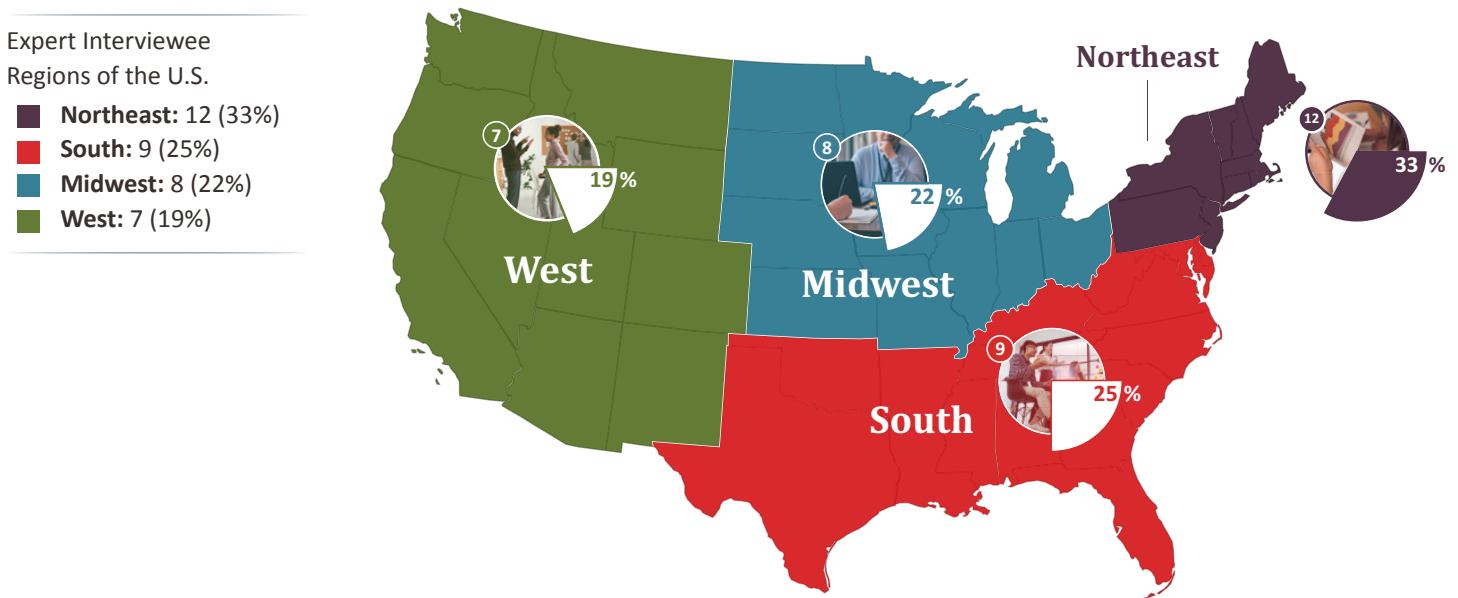 Expert Interviewee
Regions of the U.S.
Northeast: 12 (33%)
South: 9 (25%)
Midwest: 8 (22%)
West: 7 (19%)
Northeast
12
33 %
7
19 %
8
22 %
West
Midwest
9
25 %
South